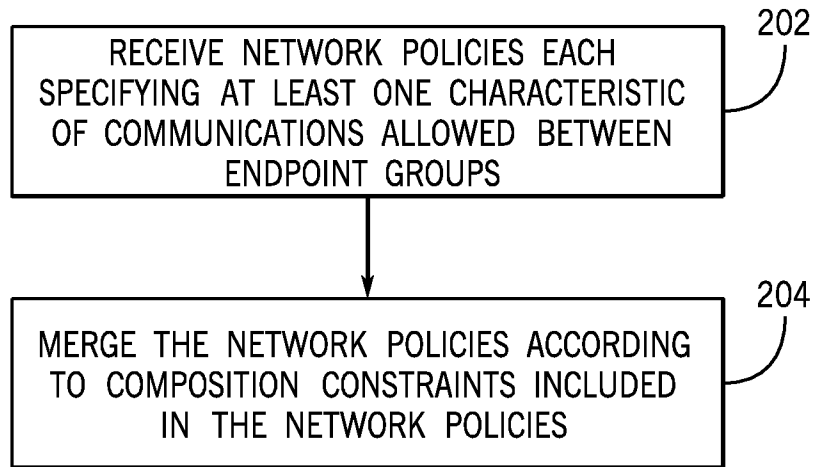 202
RECEIVE NETWORK POLICIES EACH
SPECIFYING AT LEAST ONE CHARACTERISTIC
OF COMMUNICATIONS ALLOWED BETWEEN
ENDPOINT GROUPS
204
MERGE THE NETWORK POLICIES ACCORDING
TO COMPOSITION CONSTRAINTS INCLUDED
IN THE NETWORK POLICIES